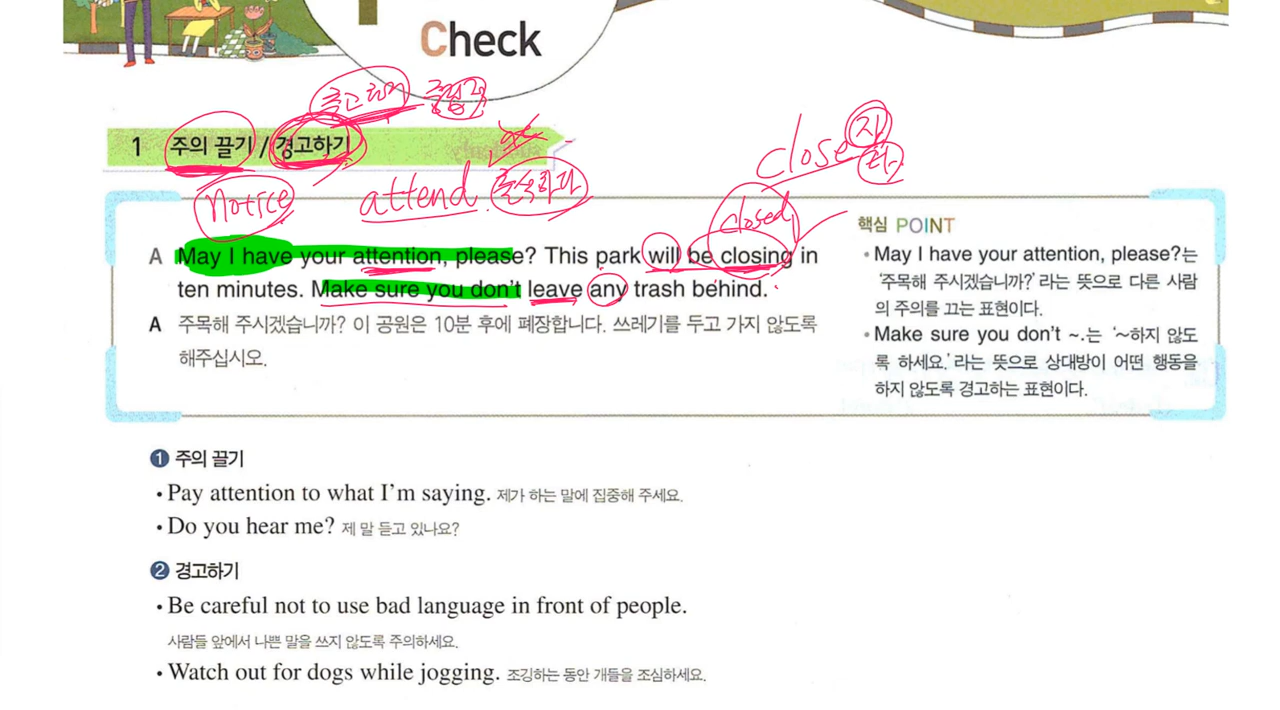 Check
1 주의 끌기 / 경고하기
notice
attend
close 자
closed
A May I have your attention, please? This park will be closing in
ten minutes. Make sure you don't leave any trash behind.
A 주목해 주시겠습니까? 이 공원은 10분 후에 폐장합니다. 쓰레기를 두고 가지 않도록
해주십시오.
핵심 POINT
• May I have your attention, please?는
'주목해 주시겠습니까?' 라는 뜻으로 다른 사람
의 주의를 끄는 표현이다.
• Make sure you don't ~.는 '~하지 않도
록 하세요.' 라는 뜻으로 상대방이 어떤 행동을
하지 않도록 경고하는 표현이다.
1 주의 끌기
• Pay attention to what I'm saying. 제가 하는 말에 집중해 주세요.
• Do you hear me? 제 말 듣고 있나요?
2 경고하기
• Be careful not to use bad language in front of people.
사람들 앞에서 나쁜 말을 쓰지 않도록 주의하세요.
• Watch out for dogs while jogging. 조깅하는 동안 개들을 조심하세요.